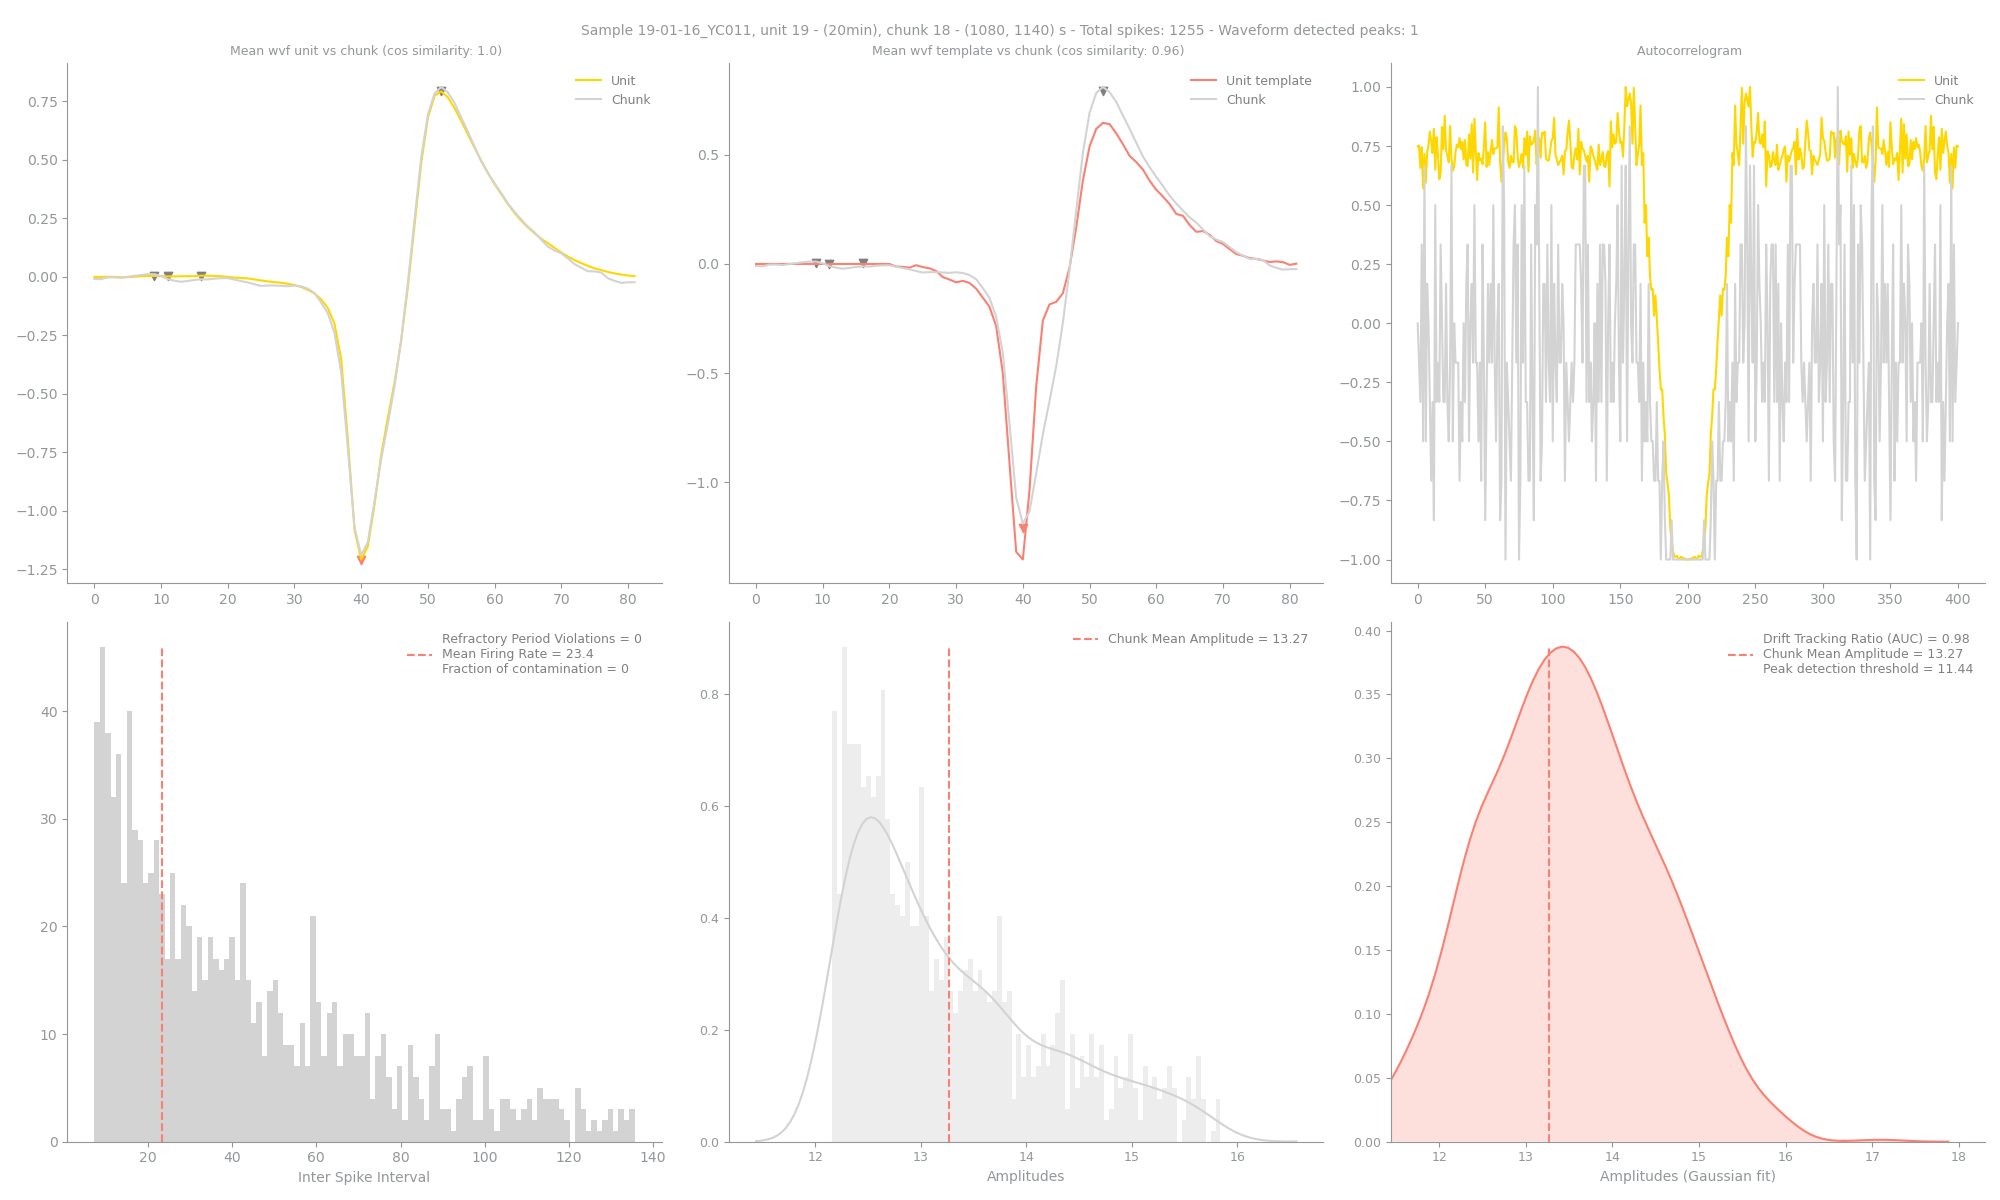 Sample 19-01-16_YC011, unit 19 - (20min), chunk 18 - (1080, 1140) s - Total spikes: 1255 - Waveform detected peaks: 1
Mean wvf unit vs chunk (cos similarity: 1.0)
Unit
Chunk
0.75
0.50
0.25
0.00
−0.25
−0.50
−0.75
−1.00
−1.25
0 10 20 30 40 50 60 70 80
Mean wvf template vs chunk (cos similarity: 0.96)
Unit template
Chunk
0.5
0.0
−0.5
−1.0
0 10 20 30 40 50 60 70 80
Autocorrelogram
Unit
Chunk
1.00
0.75
0.50
0.25
0.00
−0.25
−0.50
−0.75
−1.00
0 50 100 150 200 250 300 350 400
Refractory Period Violations = 0
Mean Firing Rate = 23.4
Fraction of contamination = 0
40
30
20
10
0
20 40 60 80 100 120 140
Inter Spike Interval
Chunk Mean Amplitude = 13.27
0.8
0.6
0.4
0.2
0.0
12 13 14 15 16
Amplitudes
Drift Tracking Ratio (AUC) = 0.98
Chunk Mean Amplitude = 13.27
Peak detection threshold = 11.44
0.40
0.35
0.30
0.25
0.20
0.15
0.10
0.05
0.00
12 13 14 15 16 17 18
Amplitudes (Gaussian fit)